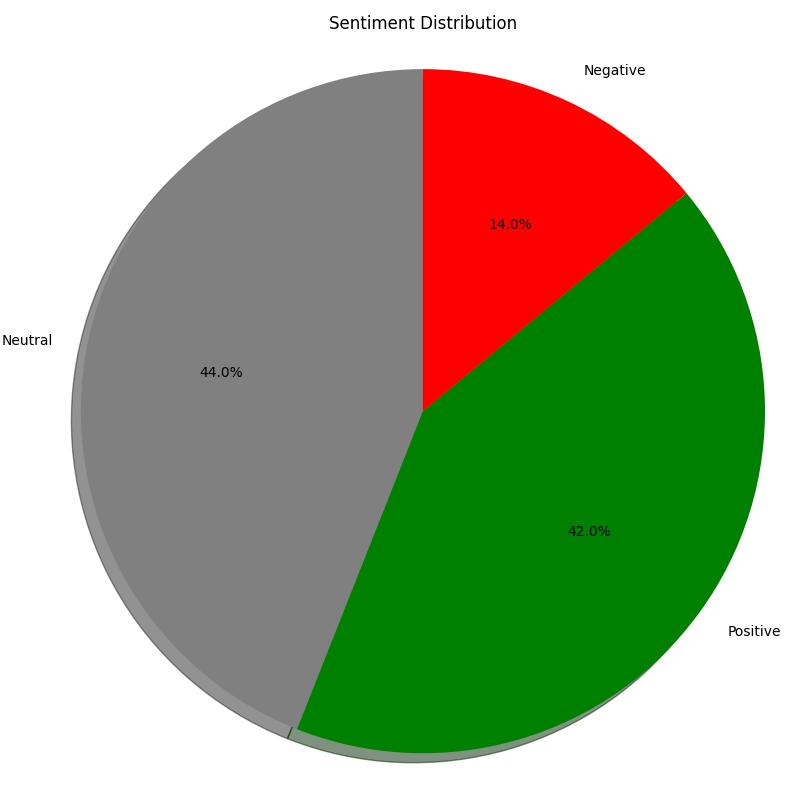 Sentiment Distribution
Negative
14.0%
Neutral
44.0%
42.0%
Positive